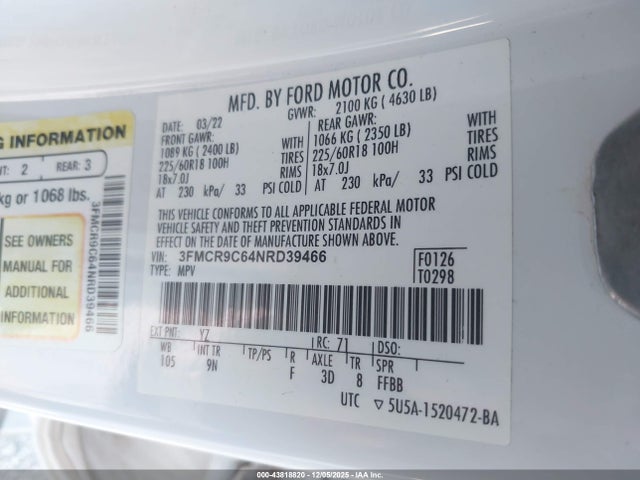 MFD. BY FORD MOTOR CO.
03/22 GVWR: 2100 KG ( 4630 LB)
FRONT GAWR: REAR GAWR:
1089 KG ( 2400 LB) WITH 1066 KG ( 2350 LB) WITH
225/60R18 100H TIRES 225/60R18 100H TIRES
18x7.0J RIMS 18x7.0J RIMS
AT 230 kPa/ 33 PSI COLD AT 230 kPa/ 33 PSI COLD
THIS VEHICLE CONFORMS TO ALL APPLICABLE FEDERAL MOTOR
VEHICLE SAFETY AND THEFT PREVENTION STANDARDS IN
EFFECT ON THE DATE OF MANUFACTURE SHOWN ABOVE.
VIN: 3FMCR9C64NRD39466 F0126
TYPE: MPV T0298
EXT PNT: YZ RC: 71 DSO:
WB INT TR TP/PS R AXLE TR SPR
105 9N F 3D 8 FFBB
UTC ▽ 5U5A-1520472-BA
G INFORMATION
NT: 2 REAR: 3
kg or 1068 lbs.
SEE OWNERS
MANUAL FOR
ADDITIONAL
INFORMATION
3FMCR9C64NRD39466
000-43818820 - 12/05/2025 - IAA Inc.